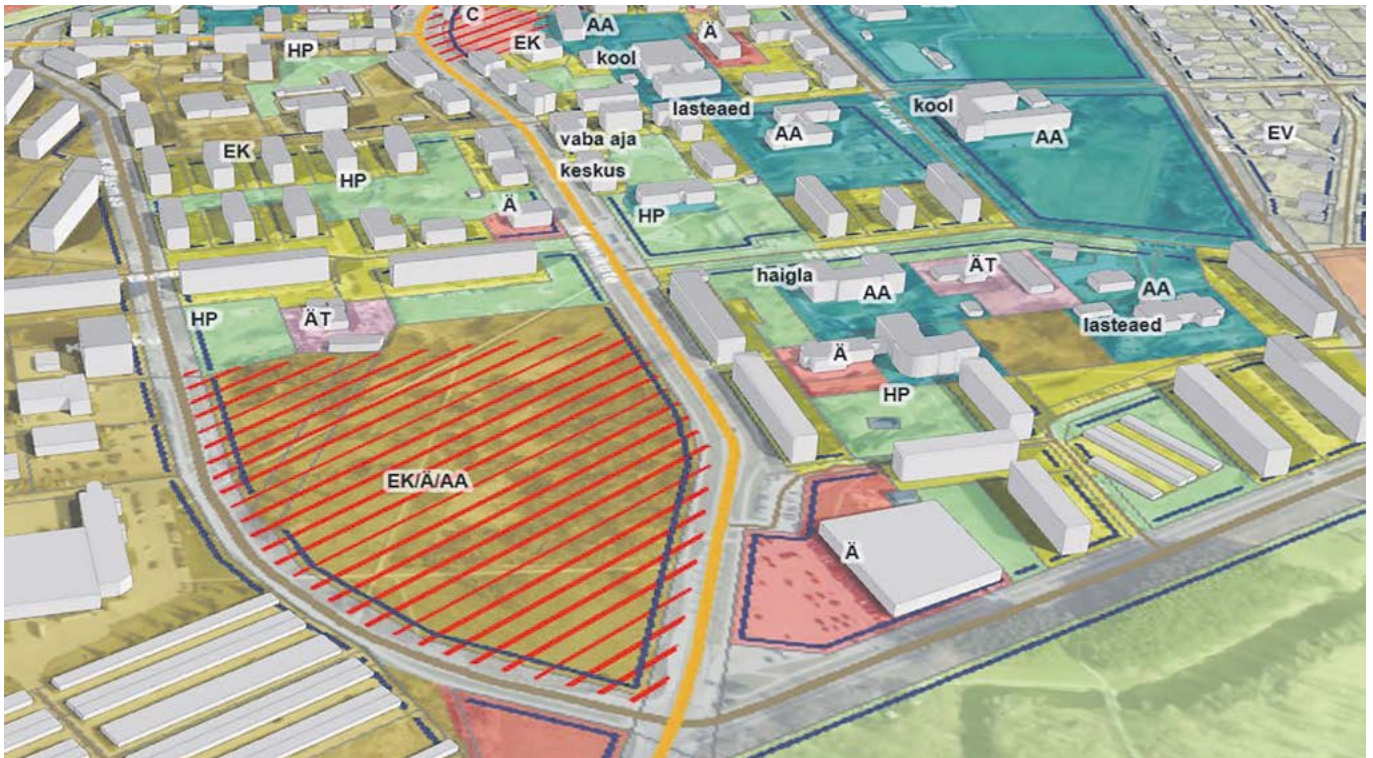 C
AA
Ä
EK
HP
kool
lasteaed
kool
AA
AA
EV
vaba aja
keskus
EK
HP
Ä
HP
haigla
AA
ÄT
AA
lasteaed
HP
ÄT
Ä
HP
EK/Ä/AA
Ä